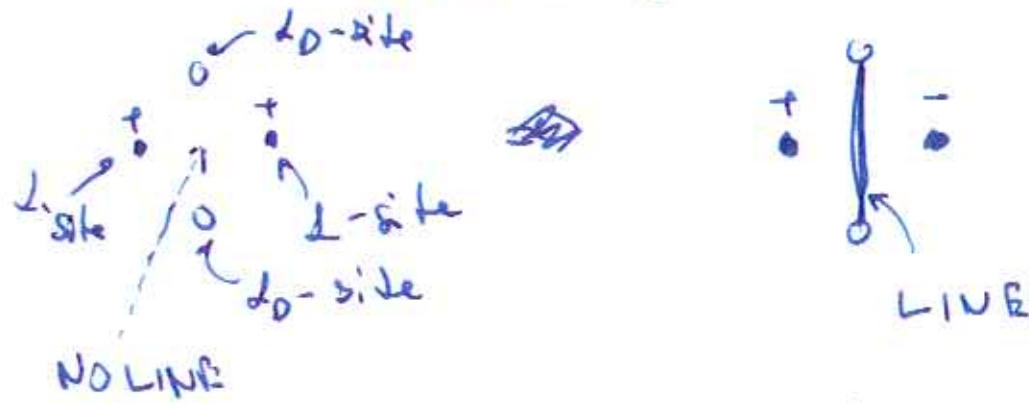 L_D-site
+ + + -
L-site L-site
L_D-site
LINE
NO LINE